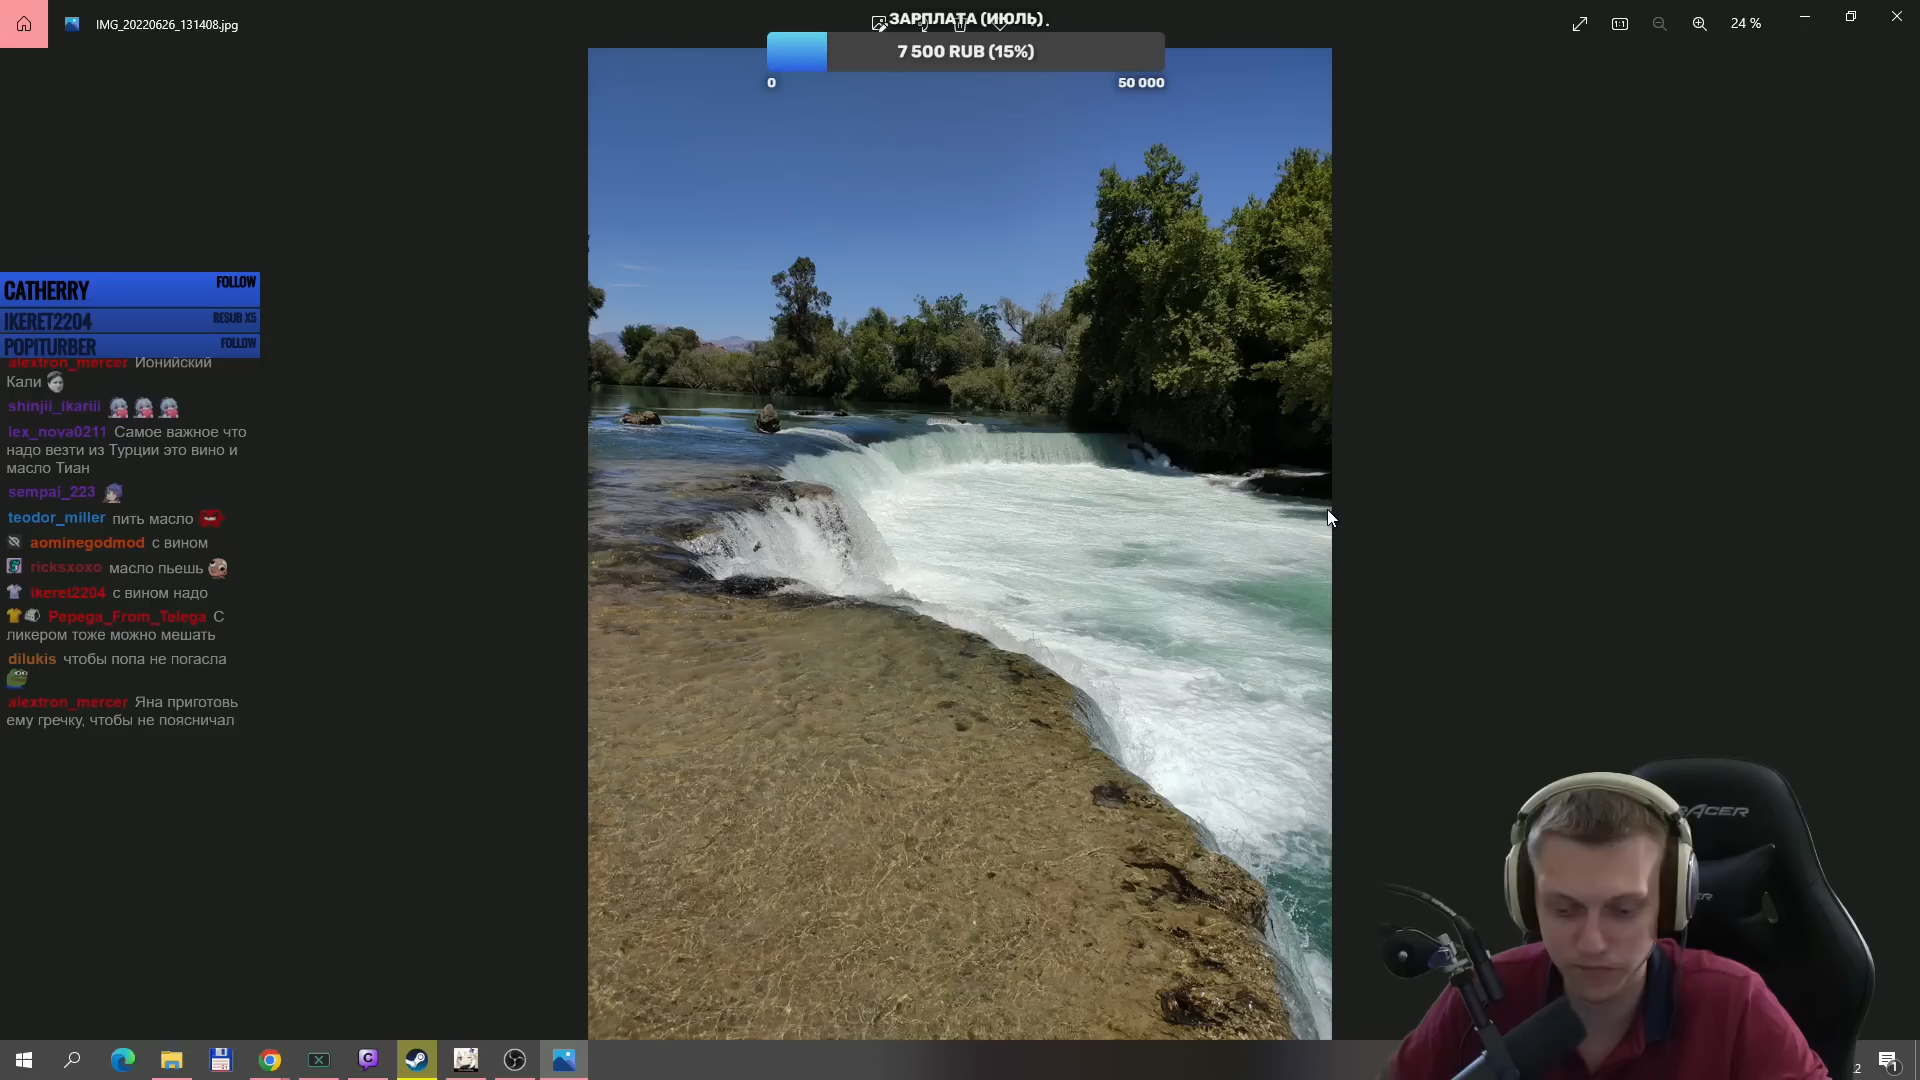 IMG_20220626_131408.jpg
ЗАРПЛАТА (ИЮЛЬ) .
24 %
7 500 RUB (15%)
0
50 000
CATHERRY
FOLLOW
IKERET2204
RESUB X5
POPITURBER
FOLLOW
alextron_mercer Ионийский
Кали
shinjii_ikariii
lex_nova0211 Самое важное что
надо везти из Турции это вино и
масло Тиан
sempai_223
teodor_miller пить масло
aominegodmod с вином
ricksxoxo масло пьешь
ikeret2204 с вином надо
Pepega_From_Telega С
ликером тоже можно мешать
dilukis чтобы попа не погасла
alextron_mercer Яна приготовь
ему гречку, чтобы не поясничал
RACER
2
1